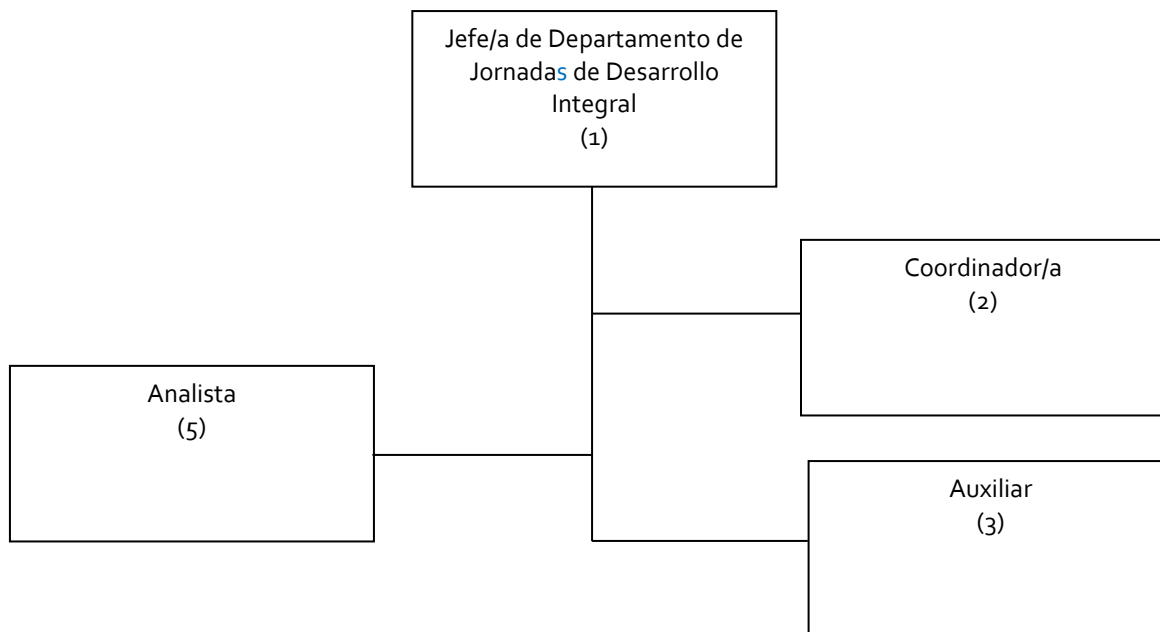 Jefe/a de Departamento de
Jornadas de Desarrollo
Integral
(1)
Coordinador/a
(2)
Analista
(5)
Auxiliar
(3)